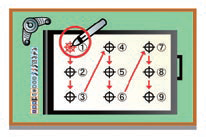 ① ④ ⑦
② ⑤ ⑧
③ ⑥ ⑨